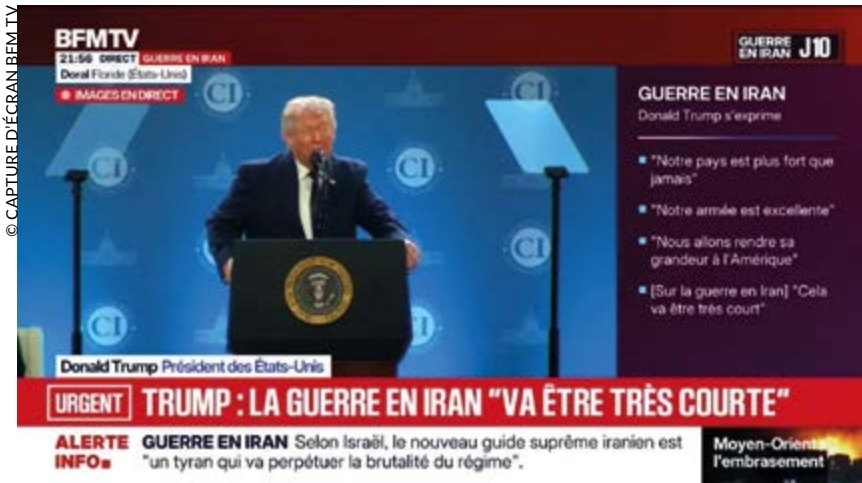 © CAPTURE D'ÉCRAN BFM TV
BFMTV
21:56 DIRECT GUERRE EN IRAN
Doral Floride (États-Unis)
IMAGES EN DIRECT
GUERRE EN IRAN J10
CI
CI
CI
CI
CI
CI
GUERRE EN IRAN
Donald Trump s'exprime
"Notre pays est plus fort que
jamais"
"Notre armée est excellente"
"Nous allons rendre sa
grandeur à l'Amérique"
[Sur la guerre en Iran] "Cela
va être très court"
Donald Trump Président des États-Unis
URGENT TRUMP : LA GUERRE EN IRAN "VA ÊTRE TRÈS COURTE"
ALERTE INFO
GUERRE EN IRAN Selon Israël, le nouveau guide suprême iranien est
"un tyran qui va perpétuer la brutalité du régime".
Moyen-Orient
l'embrasement